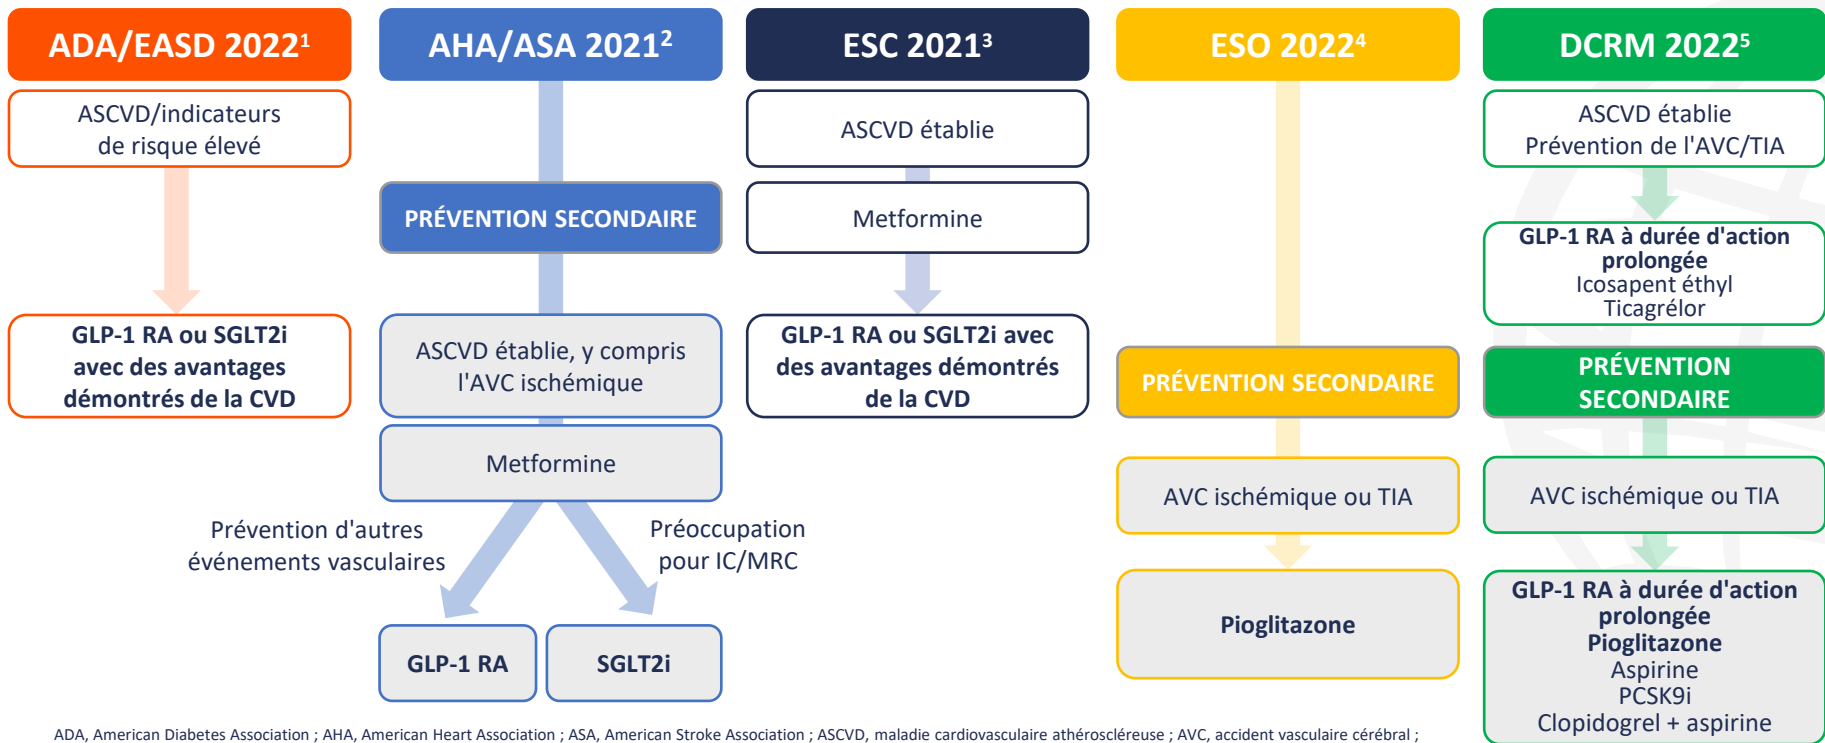 ADA/EASD 2022¹
ASCVD/indicateurs
de risque élevé
GLP-1 RA ou SGLT2i
avec des avantages
démontrés de la CVD
AHA/ASA 2021²
PRÉVENTION SECONDAIRE
ASCVD établie, y compris
l'AVC ischémique
Metformine
Prévention d'autres
événements vasculaires
Préoccupation
pour IC/MRC
GLP-1 RA
SGLT2i
ESC 2021³
ASCVD établie
Metformine
GLP-1 RA ou SGLT2i avec
des avantages démontrés
de la CVD
ESO 2022⁴
PRÉVENTION SECONDAIRE
AVC ischémique ou TIA
Pioglitazone
DCRM 2022⁵
ASCVD établie
Prévention de l'AVC/TIA
GLP-1 RA à durée d'action
prolongée
Icosapent éthyl
Ticagrélor
PRÉVENTION
SECONDAIRE
AVC ischémique ou TIA
GLP-1 RA à durée d'action
prolongée
Pioglitazone
Aspirine
PCSK9i
Clopidogrel + aspirine
ADA, American Diabetes Association ; AHA, American Heart Association ; ASA, American Stroke Association ; ASCVD, maladie cardiovasculaire athéroscléreuse ; AVC, accident vasculaire cérébral ;